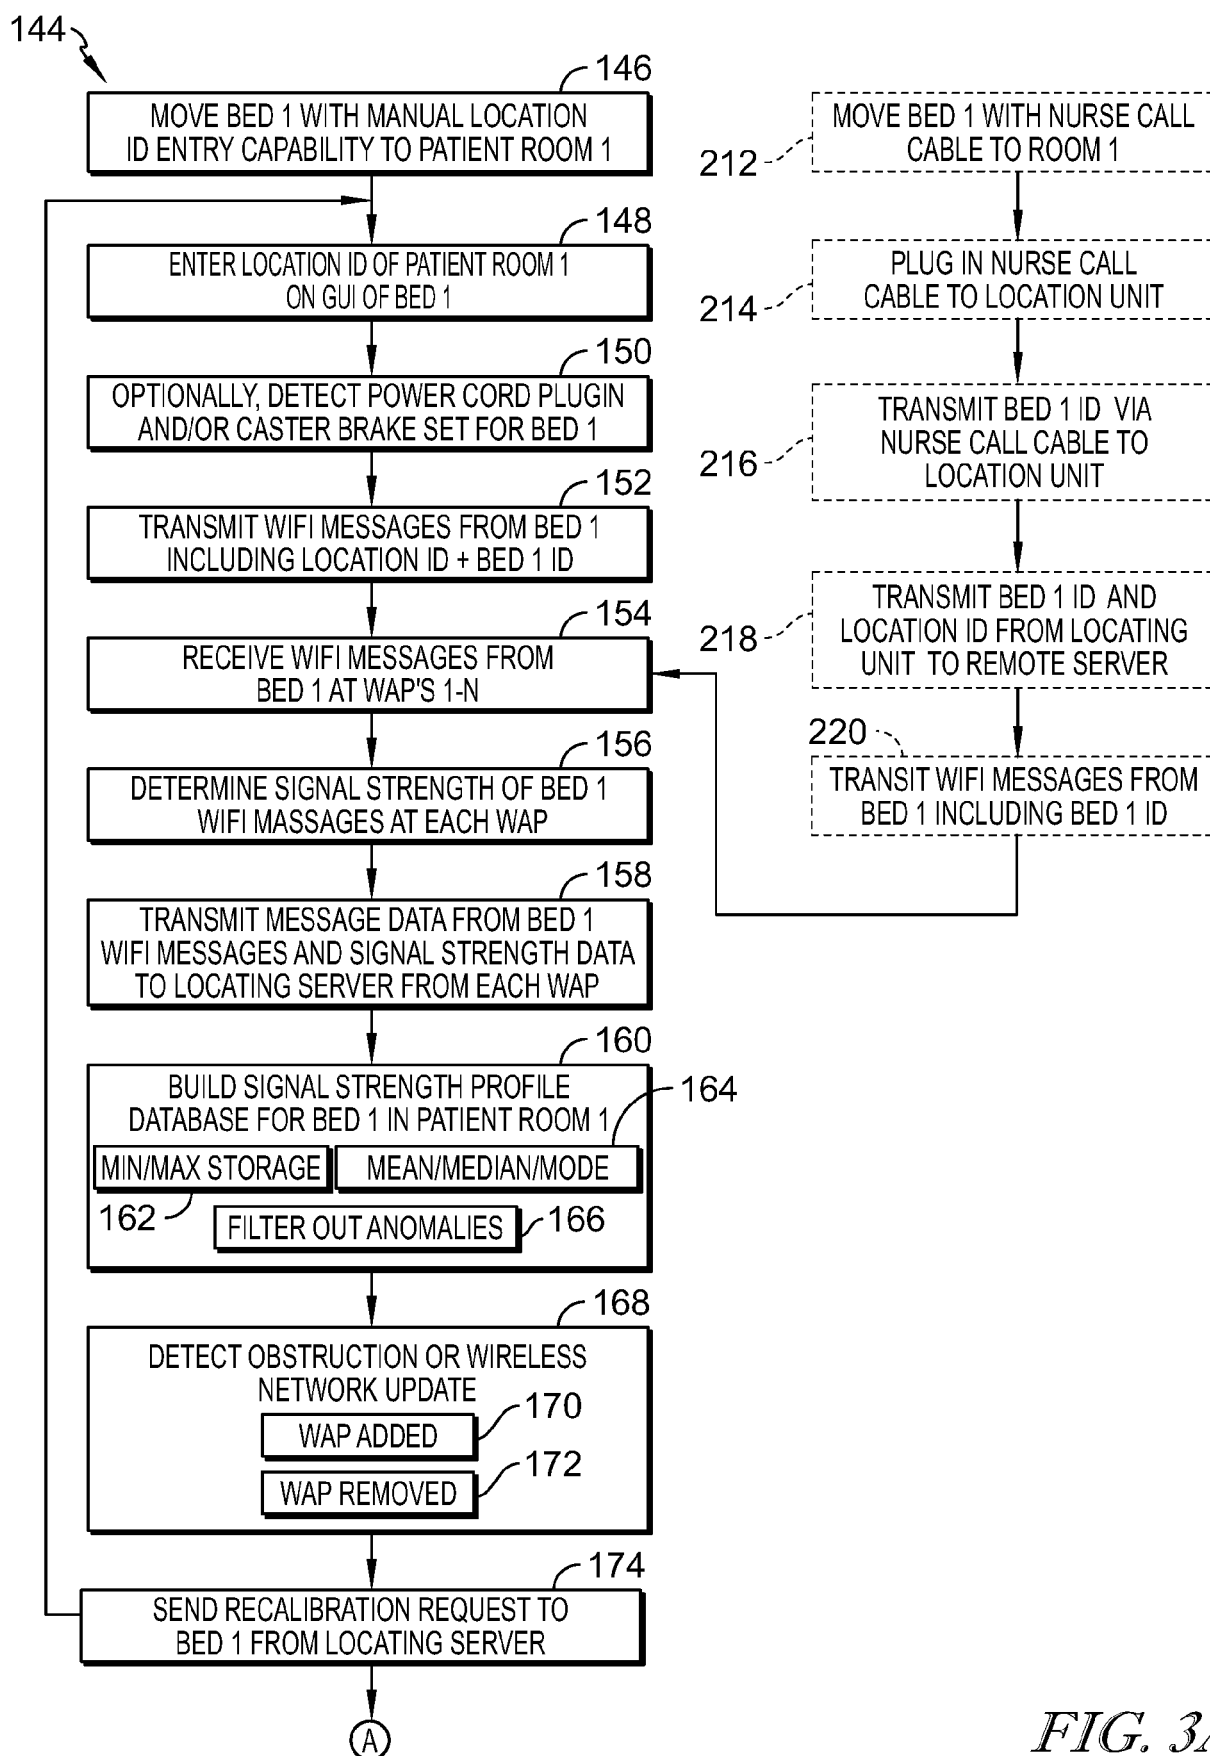 144
146
MOVE BED 1 WITH MANUAL LOCATION
ID ENTRY CAPABILITY TO PATIENT ROOM 1
148
ENTER LOCATION ID OF PATIENT ROOM 1
ON GUI OF BED 1
150
OPTIONALLY, DETECT POWER CORD PLUGIN
AND/OR CASTER BRAKE SET FOR BED 1
152
TRANSMIT WIFI MESSAGES FROM BED 1
INCLUDING LOCATION ID + BED 1 ID
154
RECEIVE WIFI MESSAGES FROM
BED 1 AT WAP'S 1-N
156
DETERMINE SIGNAL STRENGTH OF BED 1
WIFI MASSAGES AT EACH WAP
158
TRANSMIT MESSAGE DATA FROM BED 1
WIFI MESSAGES AND SIGNAL STRENGTH DATA
TO LOCATING SERVER FROM EACH WAP
160
BUILD SIGNAL STRENGTH PROFILE
DATABASE FOR BED 1 IN PATIENT ROOM 1
164
MIN/MAX STORAGE
MEAN/MEDIAN/MODE
162
FILTER OUT ANOMALIES
166
168
DETECT OBSTRUCTION OR WIRELESS
NETWORK UPDATE
170
WAP ADDED
172
WAP REMOVED
174
SEND RECALIBRATION REQUEST TO
BED 1 FROM LOCATING SERVER
A
212
MOVE BED 1 WITH NURSE CALL
CABLE TO ROOM 1
214
PLUG IN NURSE CALL
CABLE TO LOCATION UNIT
216
TRANSMIT BED 1 ID VIA
NURSE CALL CABLE TO
LOCATION UNIT
218
TRANSMIT BED 1 ID AND
LOCATION ID FROM LOCATING
UNIT TO REMOTE SERVER
220
TRANSIT WIFI MESSAGES FROM
BED 1 INCLUDING BED 1 ID
FIG. 3A